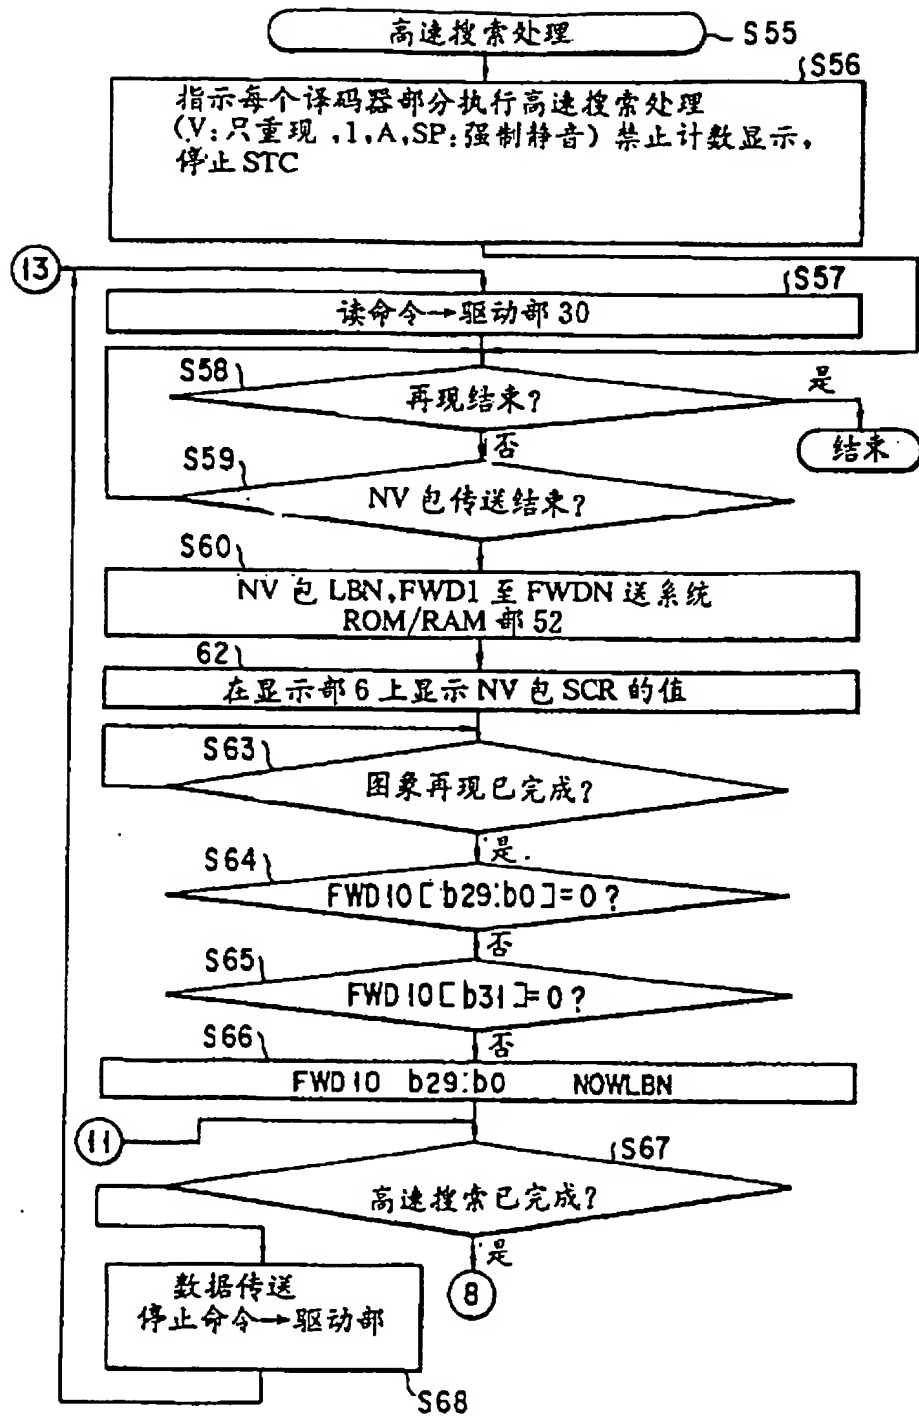 高速搜索处理
S55
S56
指示每个译码器部分执行高速搜索处理
(V:只重现 ,1,A,SP:强制静音)禁止计数显示,
停止STC
13
S57
读命令→驱动部30
S58
再现结束?
是
结束
否
S59
NV包传送结束?
S60
NV包LBN,FWD1至FWDN送系统
ROM/RAM部52
62
在显示部6上显示NV包SCR的值
S63
图象再现已完成?
是.
S64
FWD10[b29:b0]=0?
否
S65
FWD10[b31]=0?
否
S66
FWD10 b29:b0 NOWLBN
11
S67
高速搜索已完成?
是
8
数据传送
停止命令→驱动部
S68